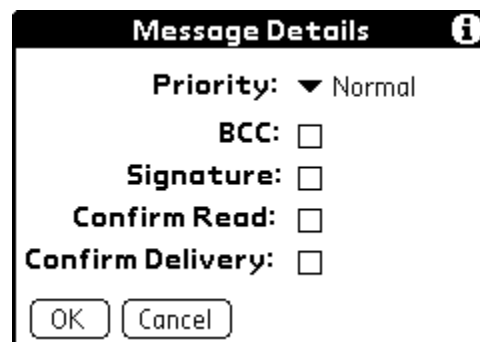 Message Details i
Priority: Normal
BCC:
Signature:
Confirm Read:
Confirm Delivery:
OK Cancel